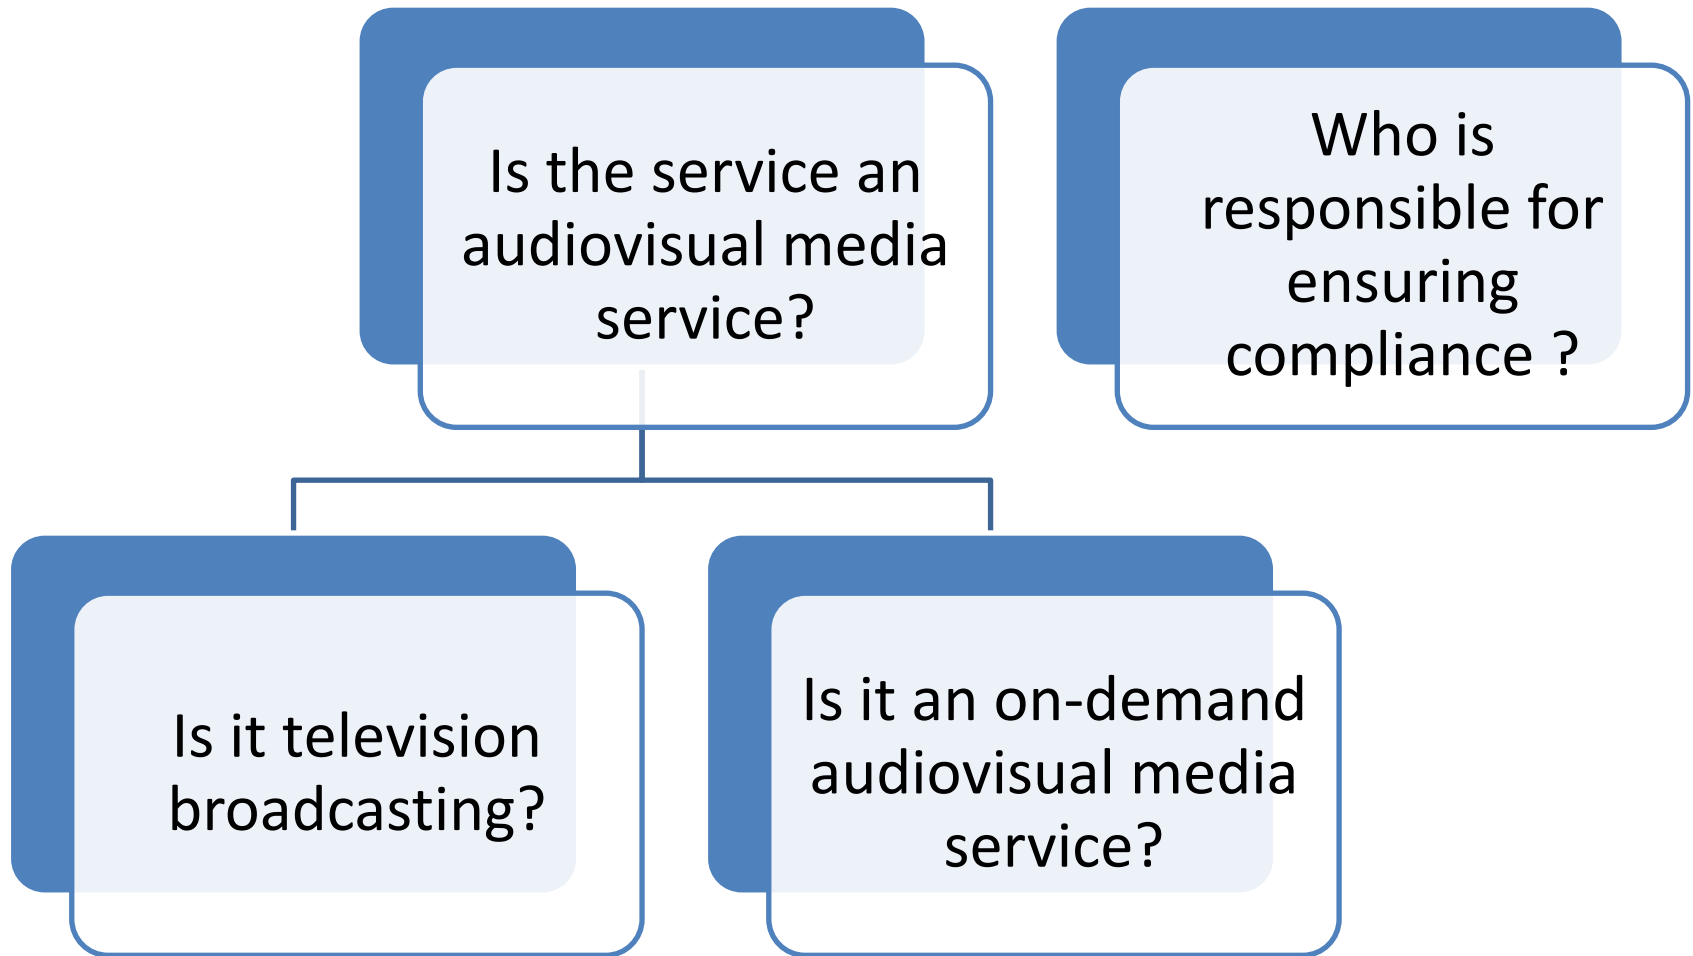 Is the service an
audiovisual media
service?
Who is
responsible for
ensuring
compliance ?
Is it television
broadcasting?
Is it an on-demand
audiovisual media
service?